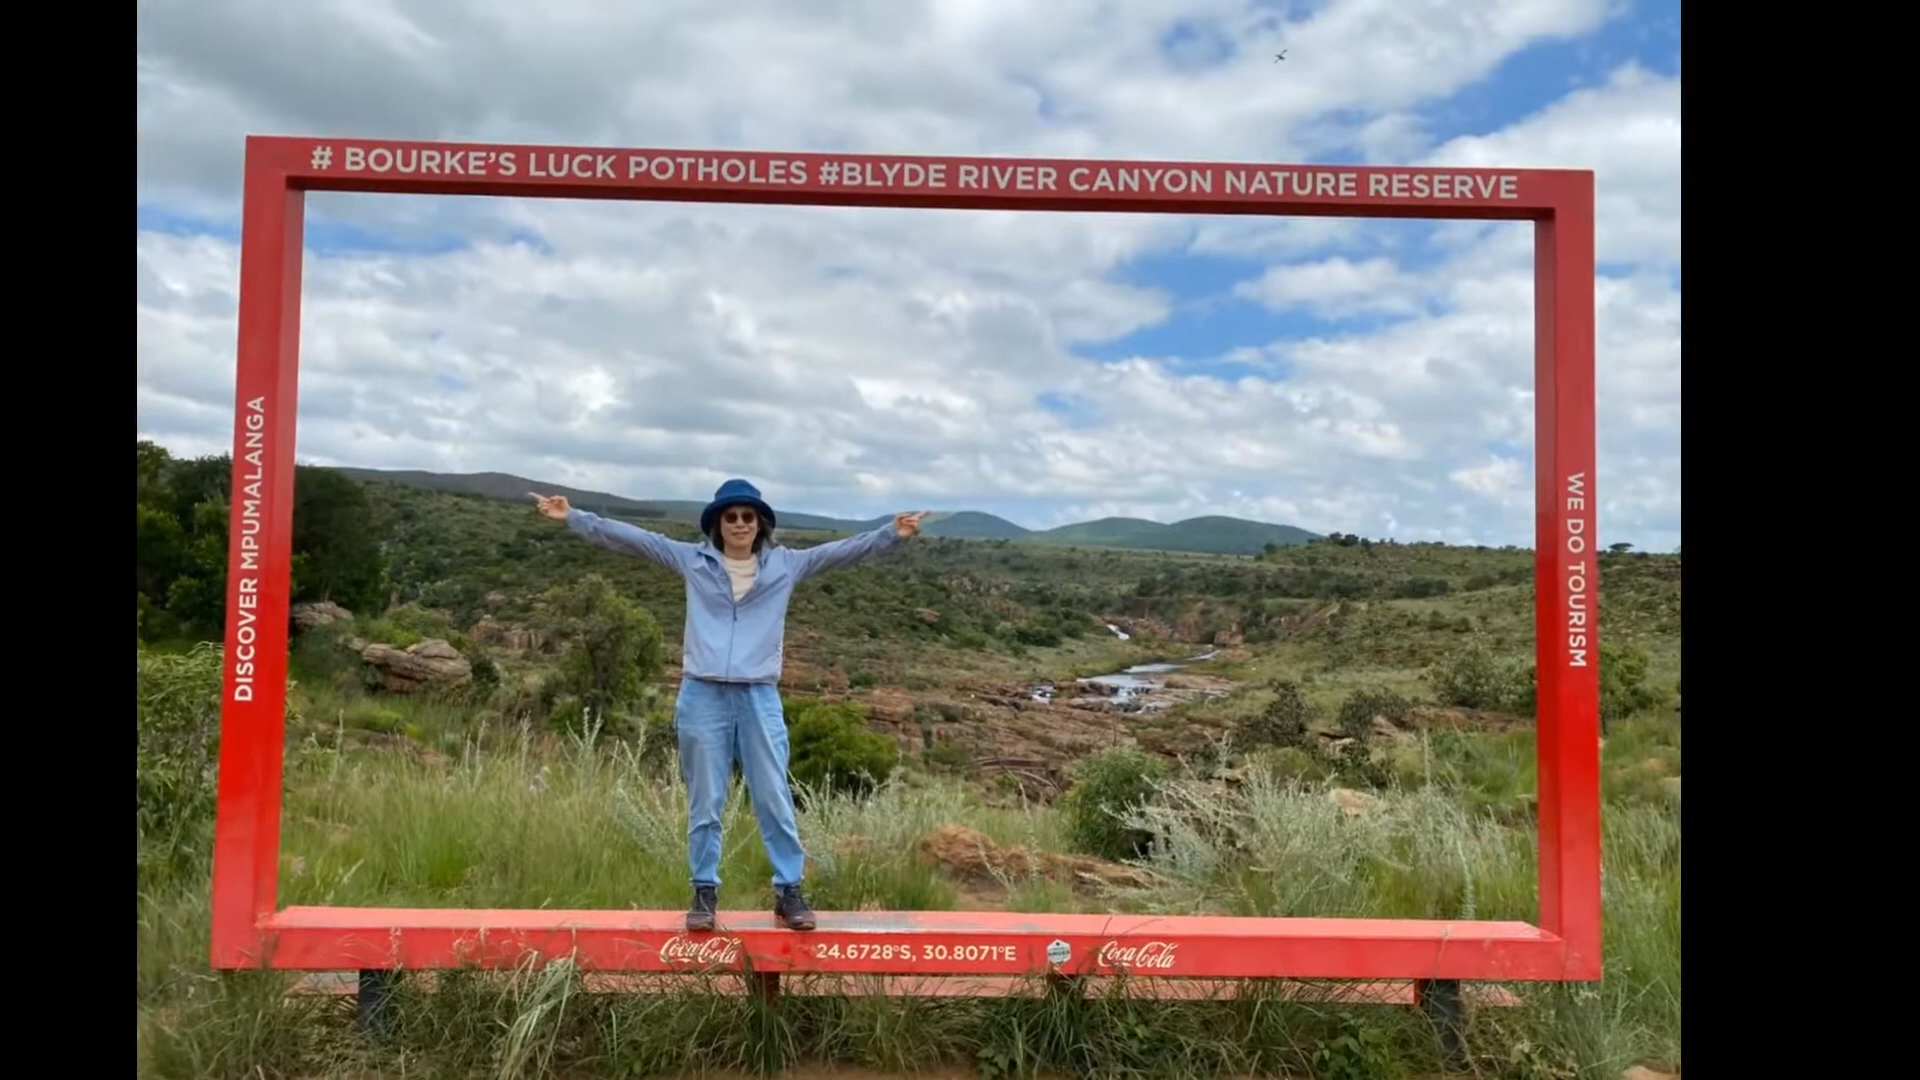 # BOURKE'S LUCK POTHOLES #BLYDE RIVER CANYON NATURE RESERVE
DISCOVER MPUMALANGA
WE DO TOURISM
Coca-Cola 24.6728°S, 30.8071°E Coca-Cola